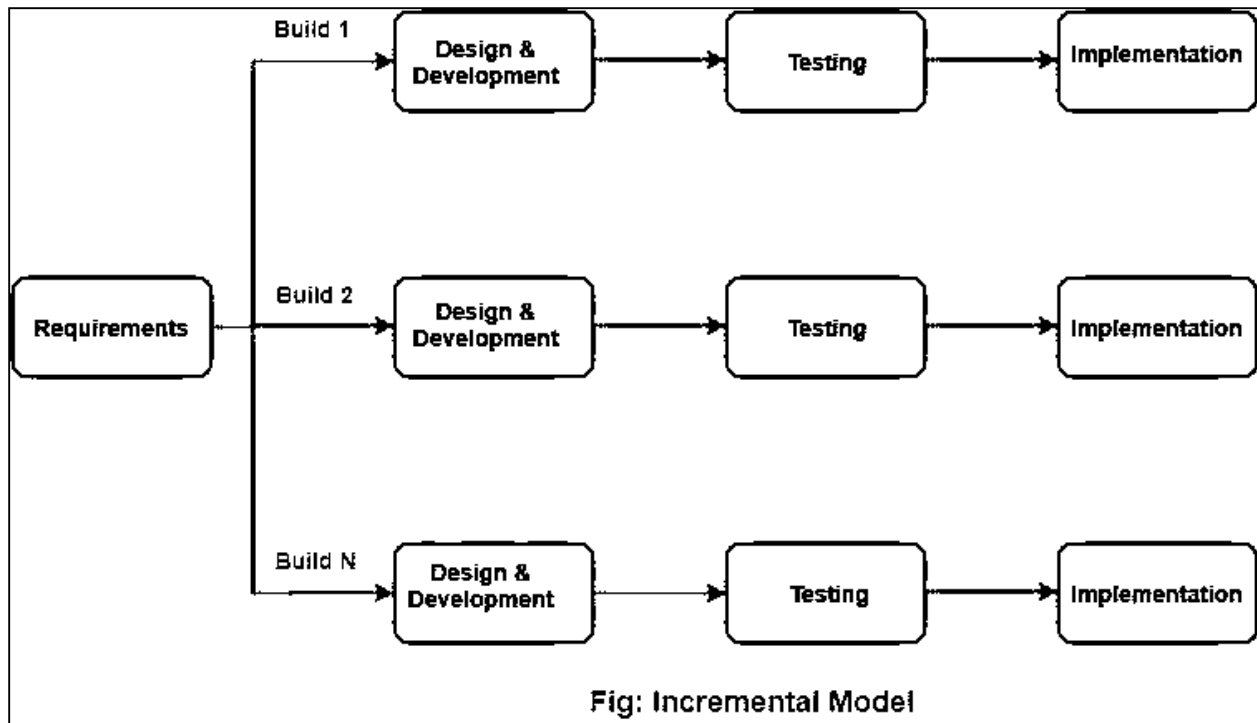 Build 1
Design &
Development
Testing
Implementation
Requirements
Build 2
Design &
Development
Testing
Implementation
Build N
Design &
Development
Testing
Implementation
Fig: Incremental Model